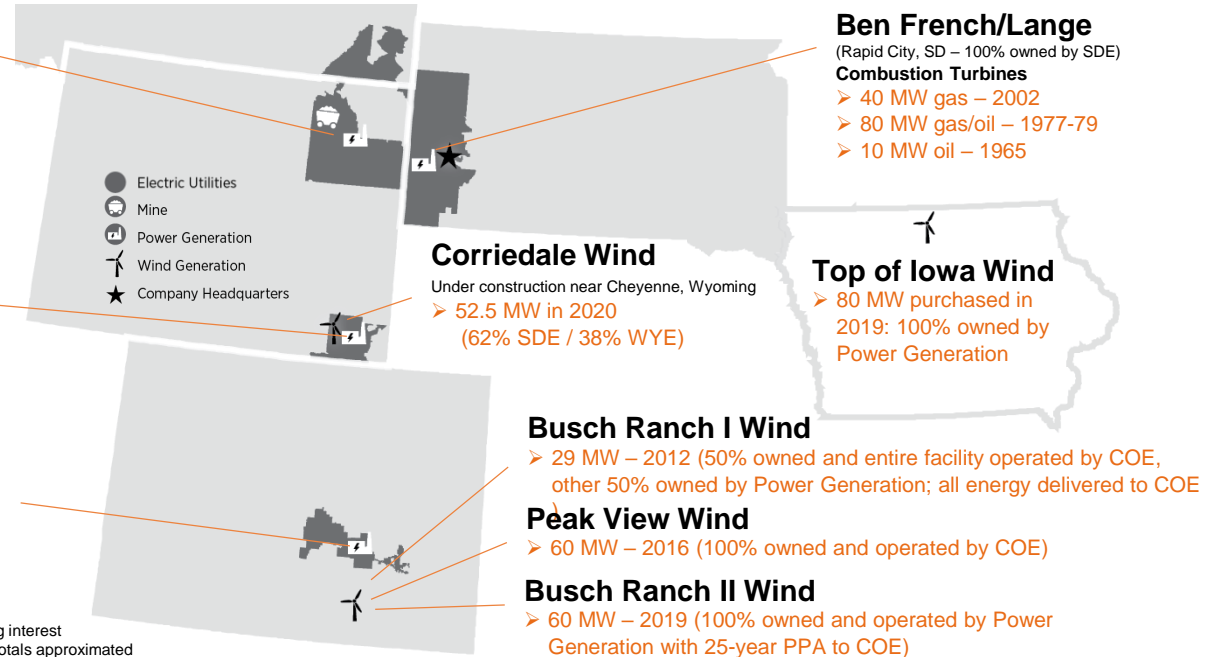 Ben French/Lange
(Rapid City, SD – 100% owned by SDE)
Combustion Turbines
➢ 40 MW gas – 2002
➢ 80 MW gas/oil – 1977-79
➢ 10 MW oil – 1965
Electric Utilities
Mine
Power Generation
Wind Generation
Company Headquarters
Corriedale Wind
Under construction near Cheyenne, Wyoming
➢ 52.5 MW in 2020
(62% SDE / 38% WYE)
Top of Iowa Wind
➢ 80 MW purchased in
2019: 100% owned by
Power Generation
Busch Ranch I Wind
➢ 29 MW – 2012 (50% owned and entire facility operated by COE,
other 50% owned by Power Generation; all energy delivered to COE
)
Peak View Wind
➢ 60 MW – 2016 (100% owned and operated by COE)
Busch Ranch II Wind
➢ 60 MW – 2019 (100% owned and operated by Power
Generation with 25-year PPA to COE)
g interest
otals approximated